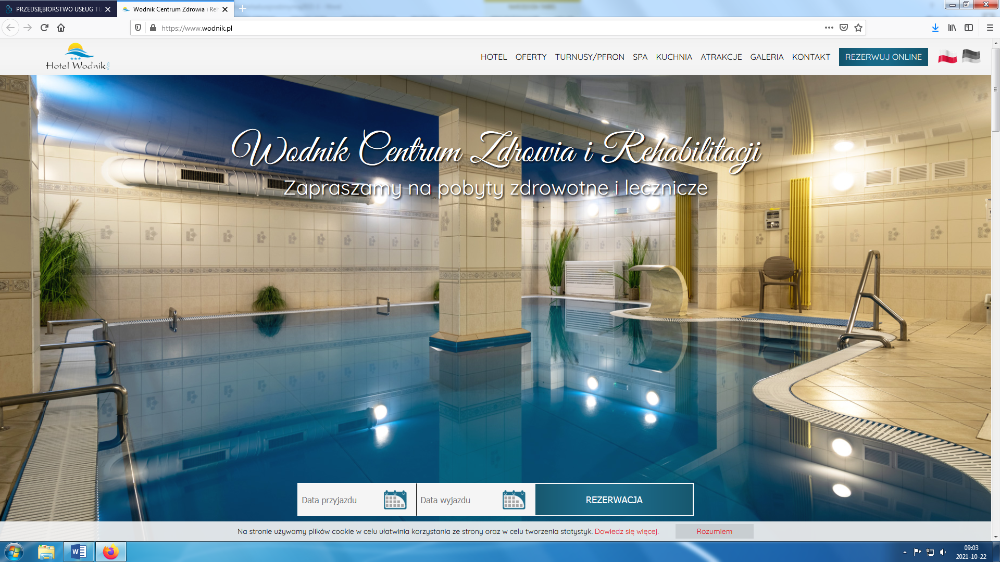 PRZEDSIĘBIORSTWO USŁUG TU
Wodnik Centrum Zdrowia i Reh
https://www.wodnik.pl
Hotel Wodnik
HOTEL OFERTY TURNUSY/PFRON SPA KUCHNIA ATRAKCJE GALERIA KONTAKT REZERWUJ ONLINE
Wodnik Centrum Zdrowia i Rehabilitacji
Zapraszamy na pobyty zdrowotne i lecznicze
Data przyjazdu Data wyjazdu REZERWACJA
Na stronie używamy plików cookie w celu ułatwinia korzystania ze strony oraz w celu tworzenia statystyk. Dowiedz się więcej. Rozumiem
09:03
2021-10-22